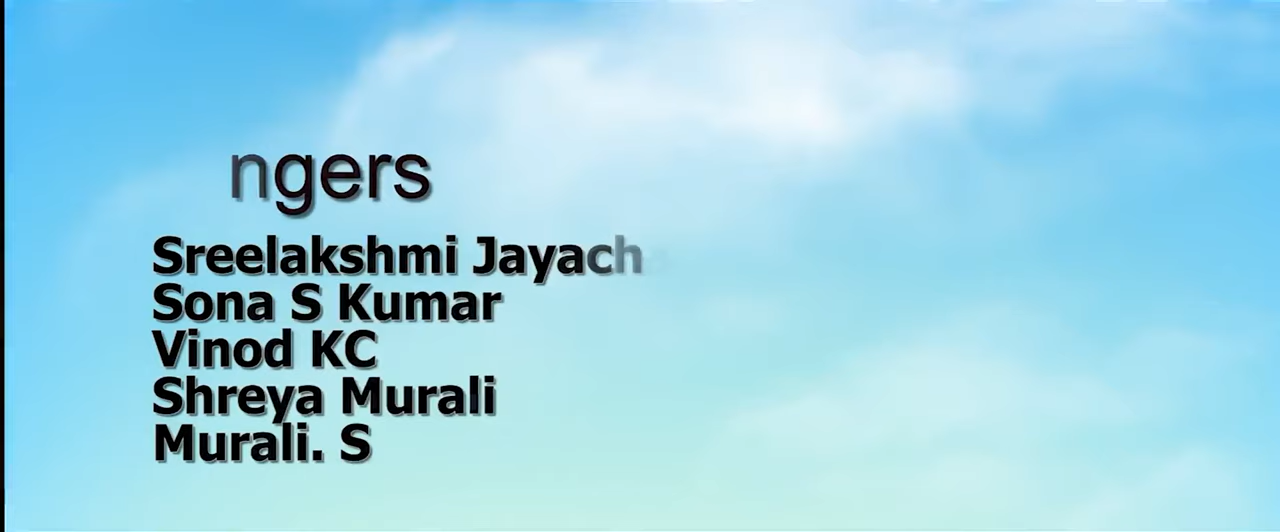 ngers
Sreelakshmi Jayach
Sona S Kumar
Vinod KC
Shreya Murali
Murali. S